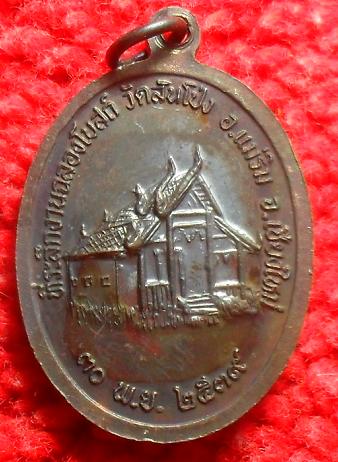 ที่ระลึกงานฉลองโบสถ์ วัดสันโป่ง อ.แม่ริม จ.เชียงใหม่
๓๐ พ.ย. ๒๕๓๙